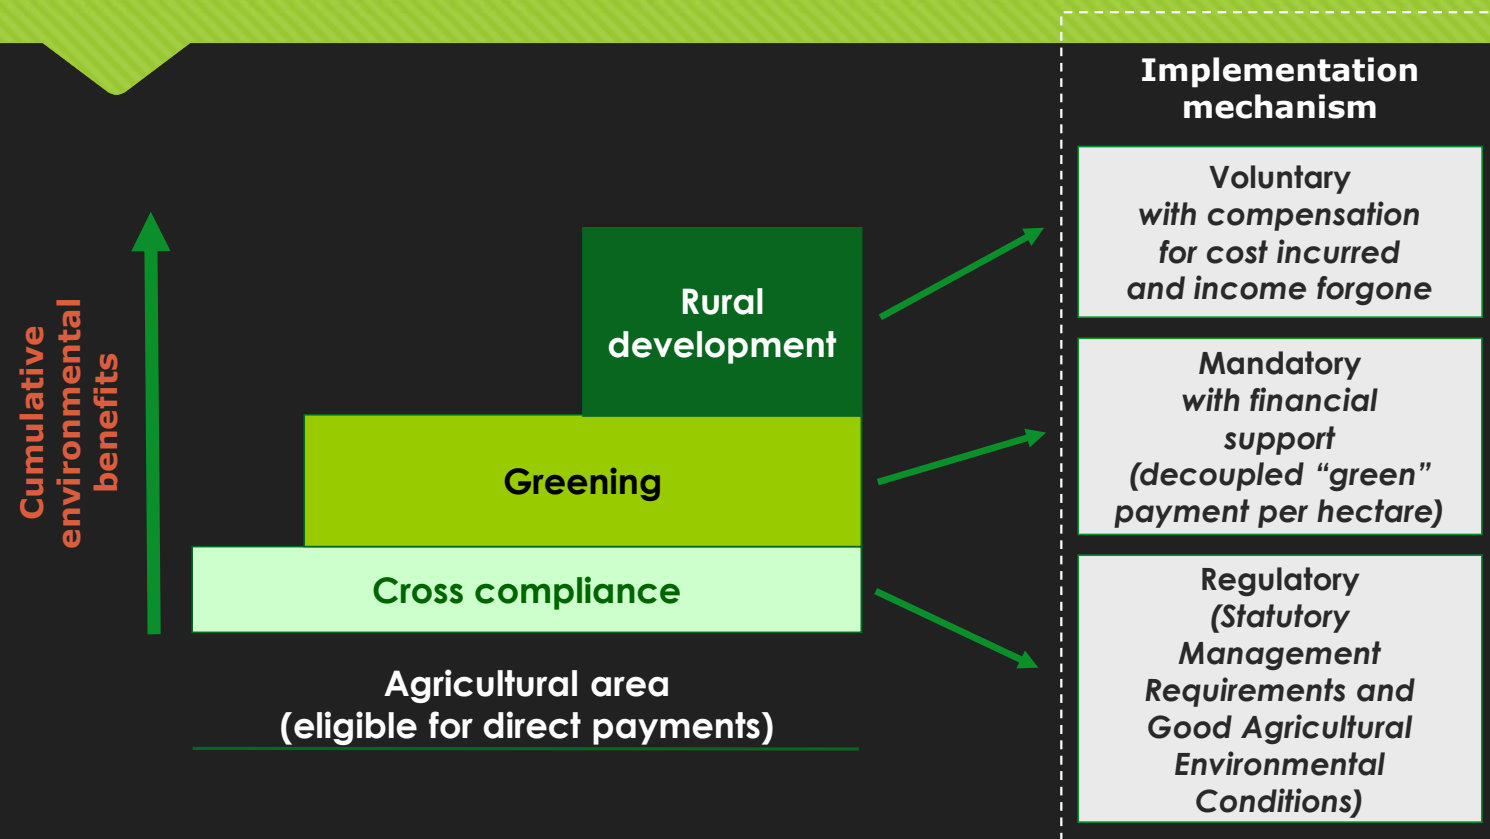 Implementation
mechanism
Voluntary
with compensation
for cost incurred
and income forgone
Mandatory
with financial
support
(decoupled “green”
payment per hectare)
Regulatory
(Statutory
Management
Requirements and
Good Agricultural
Environmental
Conditions)
Cumulative
environmental
benefits
Rural
development
Greening
Cross compliance
Agricultural area
(eligible for direct payments)